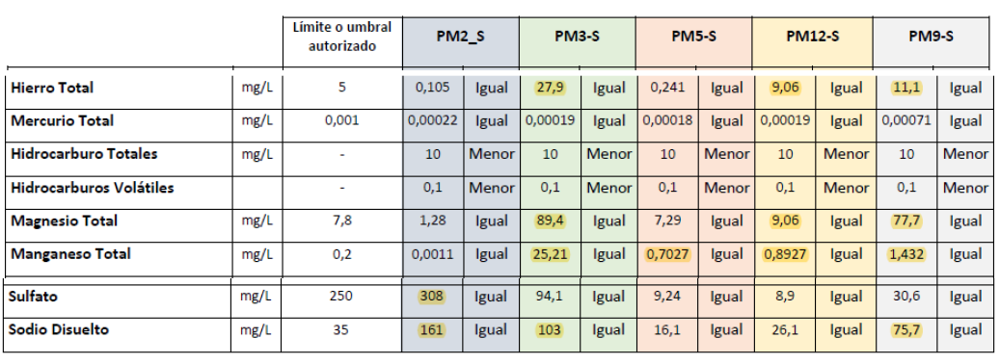 Límite o umbral autorizado PM2_S PM3-S PM5-S PM12-S PM9-S
Hierro Total mg/L 5 0,105 Igual 27,9 Igual 0,241 Igual 9,06 Igual 11,1 Igual
Mercurio Total mg/L 0,001 0,00022 Igual 0,00019 Igual 0,00018 Igual 0,00019 Igual 0,00071 Igual
Hidrocarburo Totales mg/L - 10 Menor 10 Menor 10 Menor 10 Menor 10 Menor
Hidrocarburos Volátiles - 0,1 Menor 0,1 Menor 0,1 Menor 0,1 Menor 0,1 Menor
Magnesio Total mg/L 7,8 1,28 Igual 89,4 Igual 7,29 Igual 9,06 Igual 77,7 Igual
Manganeso Total mg/L 0,2 0,0011 Igual 25,21 Igual 0,7027 Igual 0,8927 Igual 1,432 Igual
Sulfato mg/L 250 308 Igual 94,1 Igual 9,24 Igual 8,9 Igual 30,6 Igual
Sodio Disuelto mg/L 35 161 Igual 103 Igual 16,1 Igual 26,1 Igual 75,7 Igual